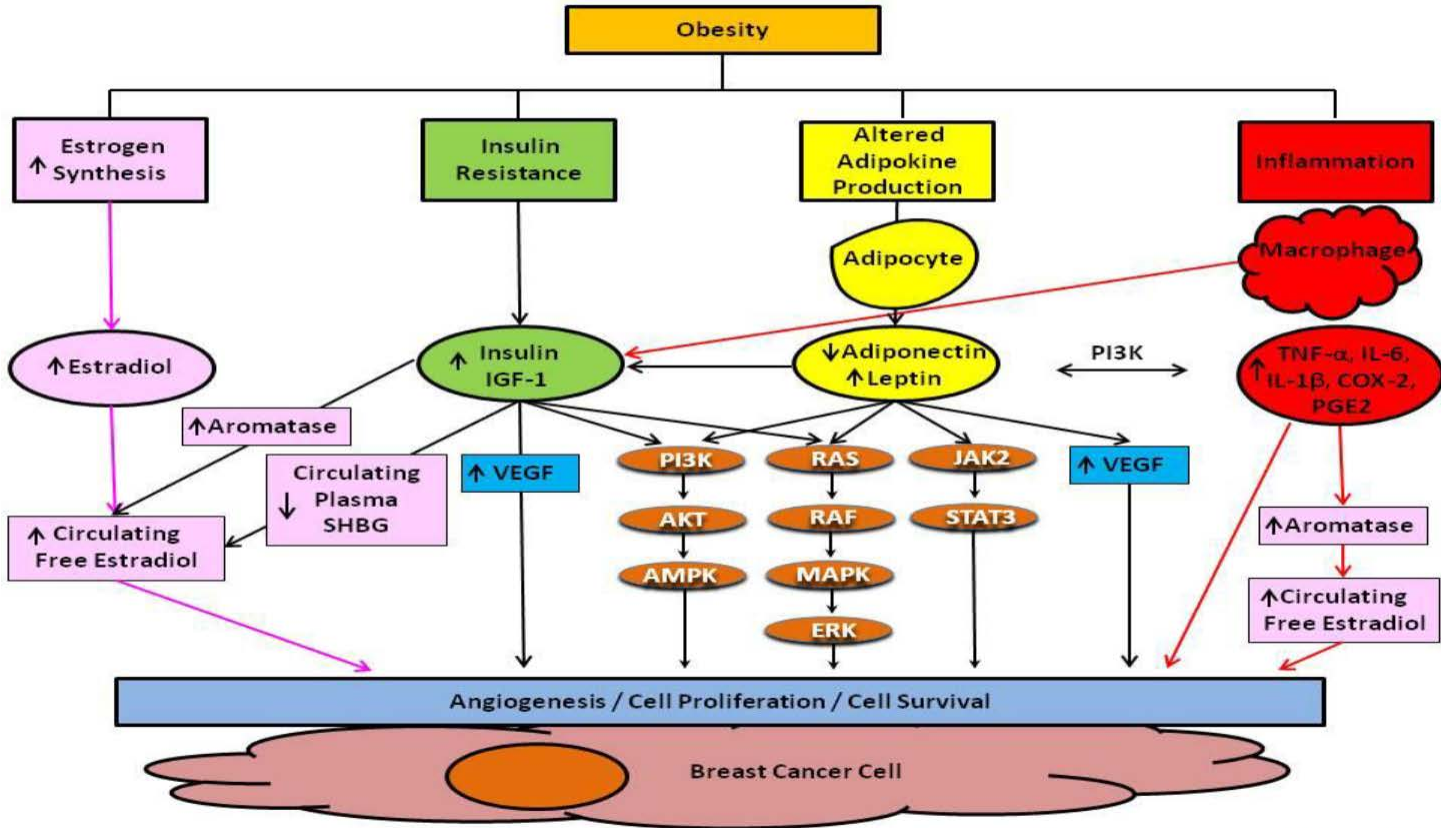 Obesity
↑ Estrogen
Synthesis
Insulin
Resistance
Altered
Adipokine
Production
Inflammation
Adipocyte
Macrophage
↑Estradiol
↑ Insulin
IGF-1
↓Adiponectin
↑Leptin
PI3K
↑ TNF-α, IL-6,
IL-1β, COX-2,
PGE2
↑Aromatase
Circulating
↓ Plasma
SHBG
↑ VEGF
PI3K
AKT
AMPK
RAS
RAF
MAPK
ERK
JAK2
STAT3
↑ VEGF
↑ Circulating
Free Estradiol
↑Aromatase
↑Circulating
Free Estradiol
Angiogenesis / Cell Proliferation / Cell Survival
Breast Cancer Cell